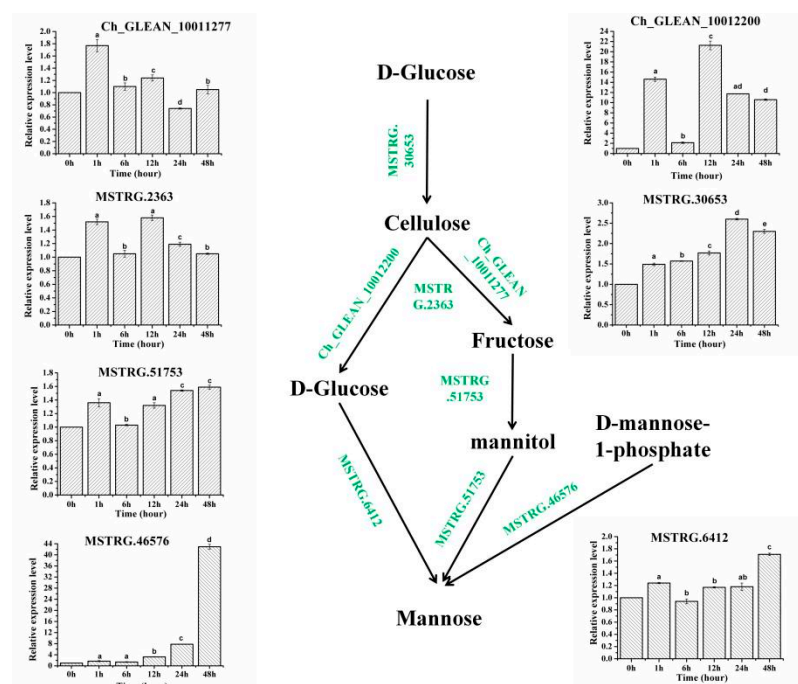 Ch_GLEAN_10011277
Relative expression level
2.0
1.8
1.6
1.4
1.2
1.0
0.8
0.6
0.4
0.2
0.0
a b c d b
0h 1h 6h 12h 24h 48h
Time (hour)
MSTRG.2363
Relative expression level
1.8
1.6
1.4
1.2
1.0
0.8
0.6
0.4
0.2
0.0
a b a c b
0h 1h 6h 12h 24h 48h
Time (hour)
MSTRG.51753
Relative expression level
1.8
1.6
1.4
1.2
1.0
0.8
0.6
0.4
0.2
0.0
a b a c c
0h 1h 6h 12h 24h 48h
Time (hour)
MSTRG.46576
Relative expression level
44
40
36
32
28
24
20
16
12
8
4
0
a a b c d
0h 1h 6h 12h 24h 48h
Time (hour)
D-Glucose
MSTRG.
30653
Cellulose
Ch_GLEAN_10012200
MSTR
G.2363
Ch_GLEAN
_10011277
Fructose
D-Glucose
MSTRG
.51753
mannitol
D-mannose-
1-phosphate
MSTRG.6412
MSTRG.51753
MSTRG.46576
Mannose
Ch_GLEAN_10012200
Relative expression level
24
22
20
18
16
14
12
10
8
6
4
2
0
a b c ad d
0h 1h 6h 12h 24h 48h
Time (hour)
MSTRG.30653
Relative expression level
3.0
2.5
2.0
1.5
1.0
0.5
0.0
a b c d e
0h 1h 6h 12h 24h 48h
Time (hour)
MSTRG.6412
Relative expression level
2.0
1.8
1.6
1.4
1.2
1.0
0.8
0.6
0.4
0.2
0.0
a b b ab c
0h 1h 6h 12h 24h 48h
Time (hour)